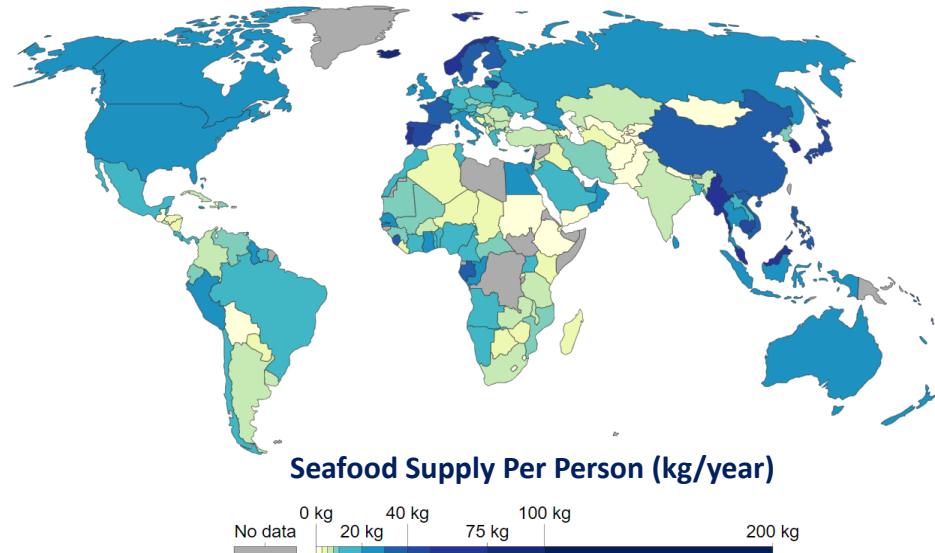 Seafood Supply Per Person (kg/year)
0 kg 40 kg 100 kg
No data 20 kg 75 kg 200 kg